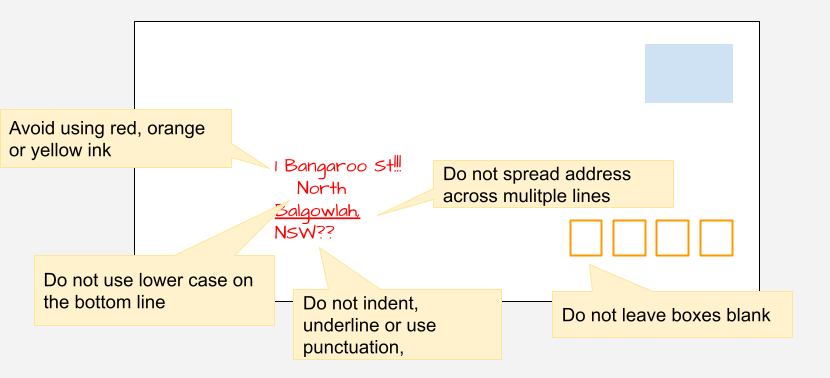 Avoid using red, orange
or yellow ink
1 Bangaroo St!!!
North
Balgowlah,
NSW??
Do not spread address
across mulitple lines
Do not use lower case on
the bottom line
Do not indent,
underline or use
punctuation,
Do not leave boxes blank